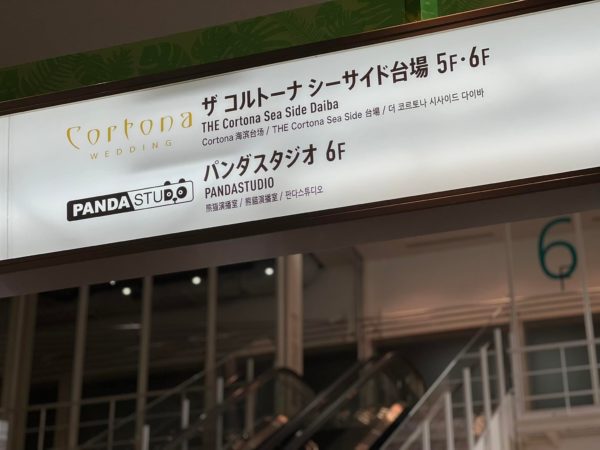 Cortona
WEDDING
ザ コルトーナ シーサイド台場 5F・6F
THE Cortona Sea Side Daiba
Cortona 海滨台场 / THE Cortona Sea Side 台場 / 더 코르토나 시사이드 다이바
PANDASTUDIO
パンダスタジオ 6F
PANDASTUDIO
熊猫演播室 / 熊貓演播室 / 판다스튜디오
6F